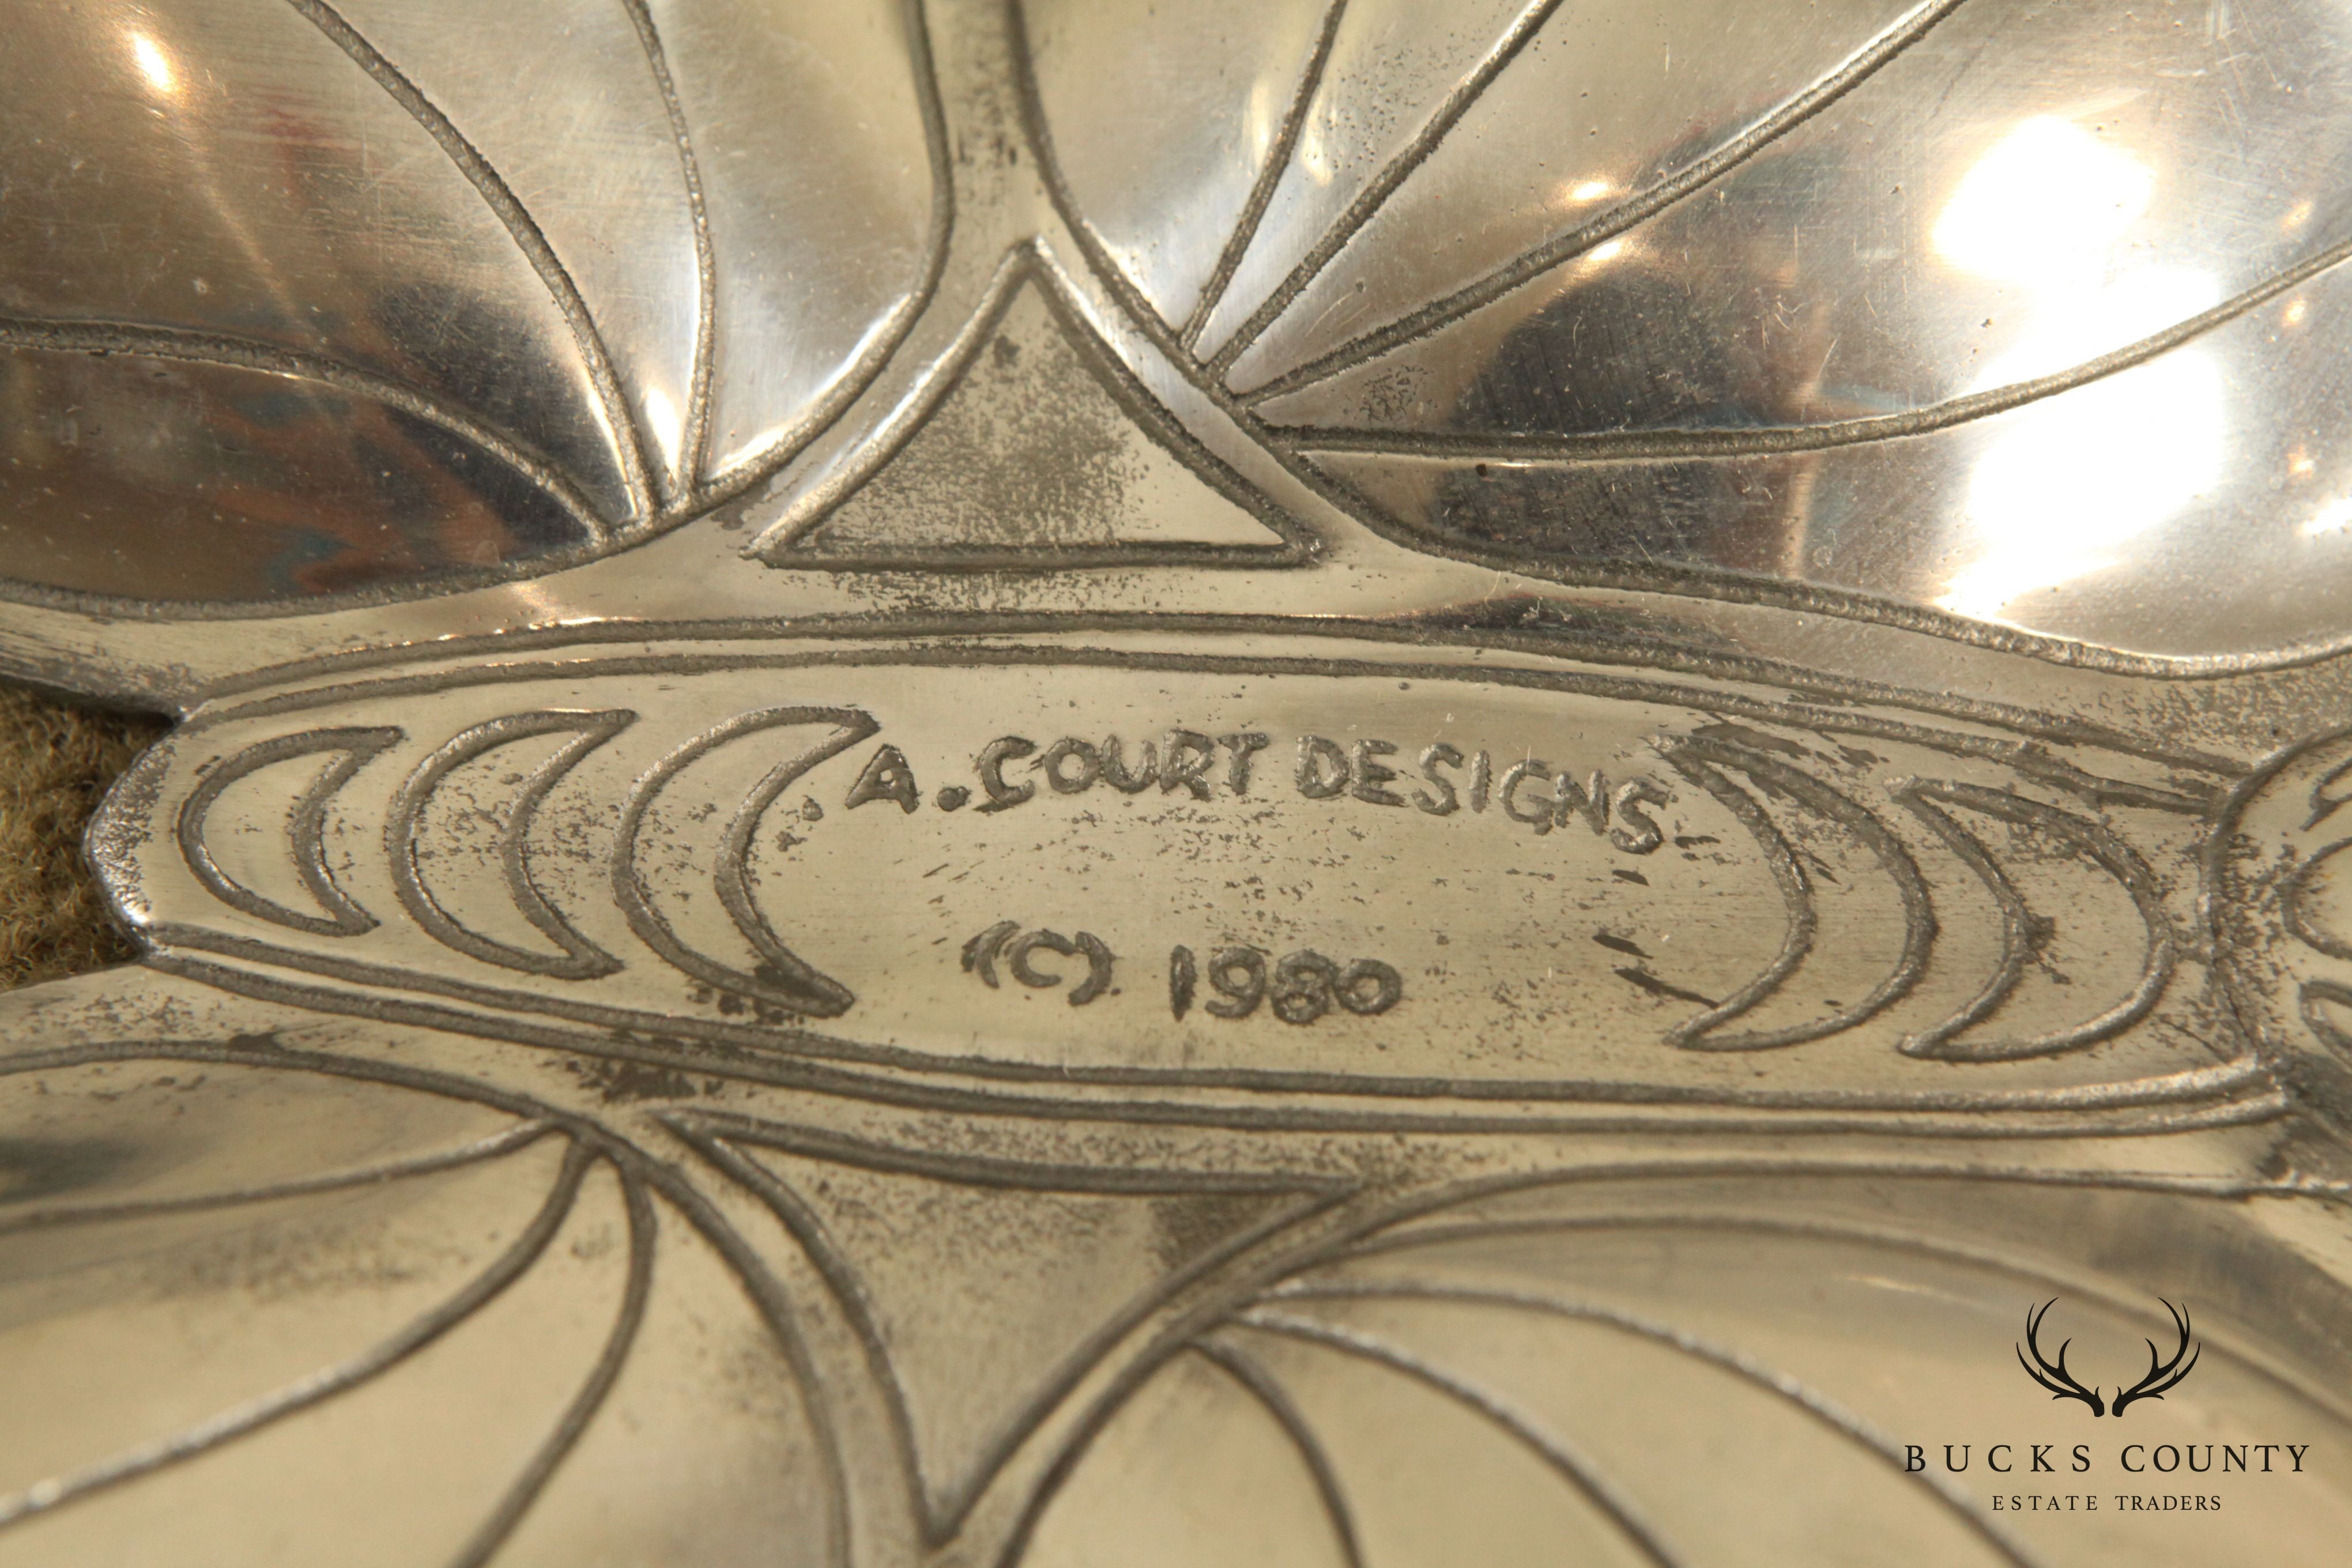 A. COURT DESIGNS
(C) 1980
BUCKS COUNTY
ESTATE TRADERS